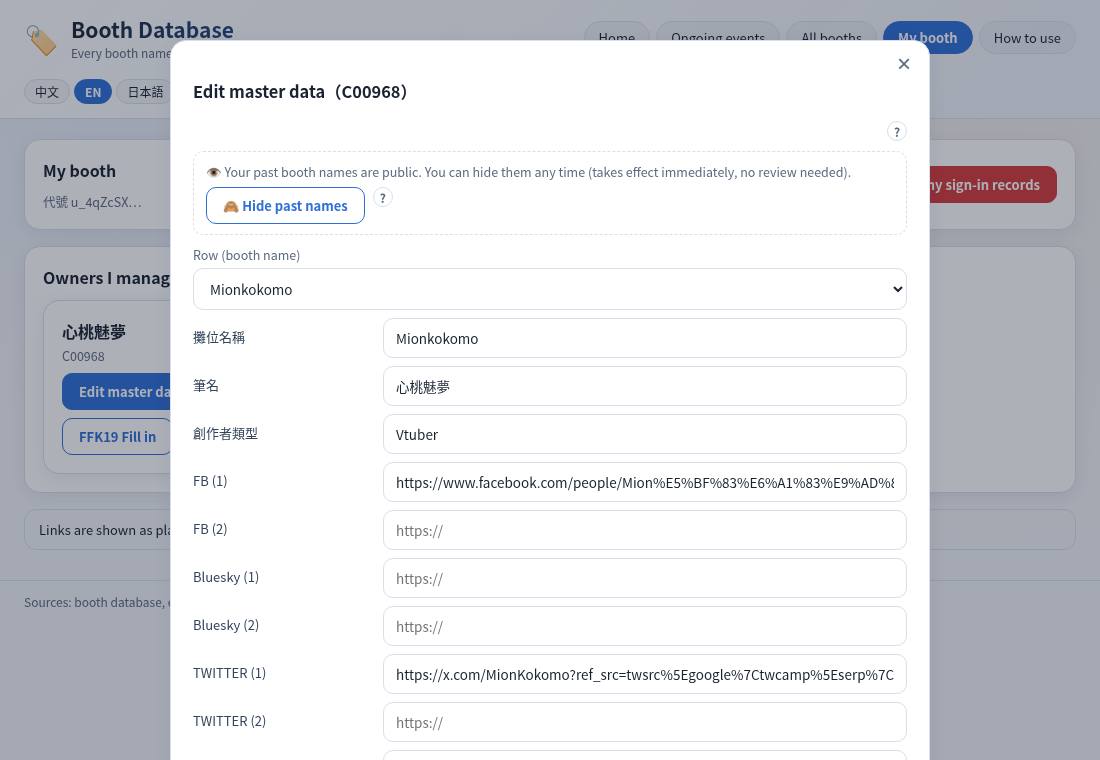 Booth Database
Every booth name
Home
Ongoing events
All booths
My booth
How to use
中文
EN
日本語
Edit master data（C00968）
?
👁️ Your past booth names are public. You can hide them any time (takes effect immediately, no review needed).
🙈 Hide past names
?
My booth
代號 u_4qZcSX…
my sign-in records
Owners I manag
心桃魅夢
C00968
Edit master da
FFK19 Fill in
Links are shown as pla
Sources: booth database,
Row (booth name)
Mionkokomo
攤位名稱
Mionkokomo
筆名
心桃魅夢
創作者類型
Vtuber
FB (1)
https://www.facebook.com/people/Mion%E5%BF%83%E6%A1%83%E9%AD%8
FB (2)
https://
Bluesky (1)
https://
Bluesky (2)
https://
TWITTER (1)
https://x.com/MionKokomo?ref_src=twsrc%5Egoogle%7Ctwcamp%5Eserp%7C
TWITTER (2)
https://